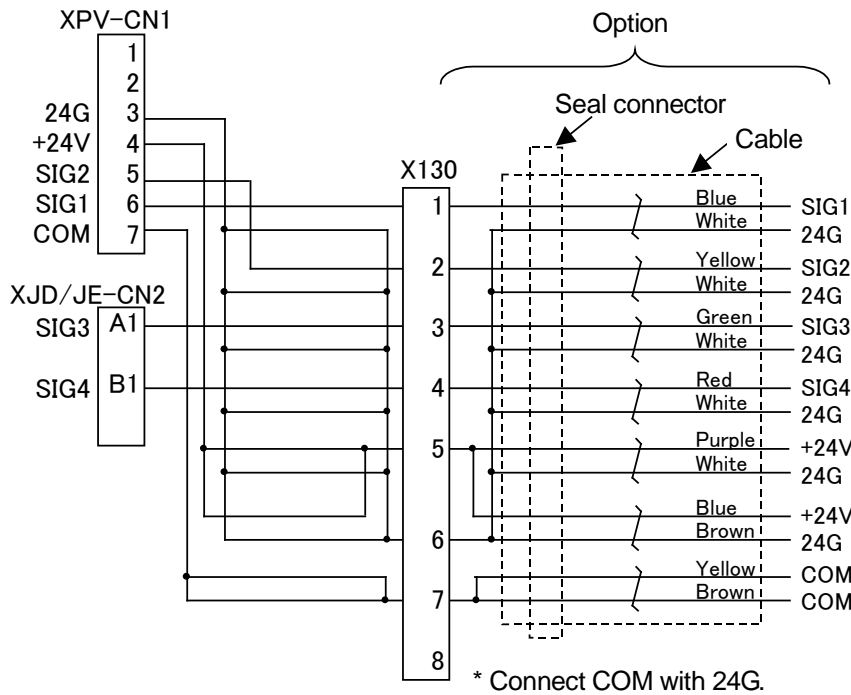 XPV-CN1
Option
1
2
24G 3
+24V 4
SIG2 5
SIG1 6
COM 7
Seal connector
Cable
X130
1 Blue SIG1
White 24G
2 Yellow SIG2
White 24G
XJD/JE-CN2
SIG3 A1
3 Green SIG3
White 24G
SIG4 B1
4 Red SIG4
White 24G
5 Purple +24V
White 24G
Blue +24V
6 Brown 24G
Yellow COM
7 Brown COM
8
* Connect COM with 24G.